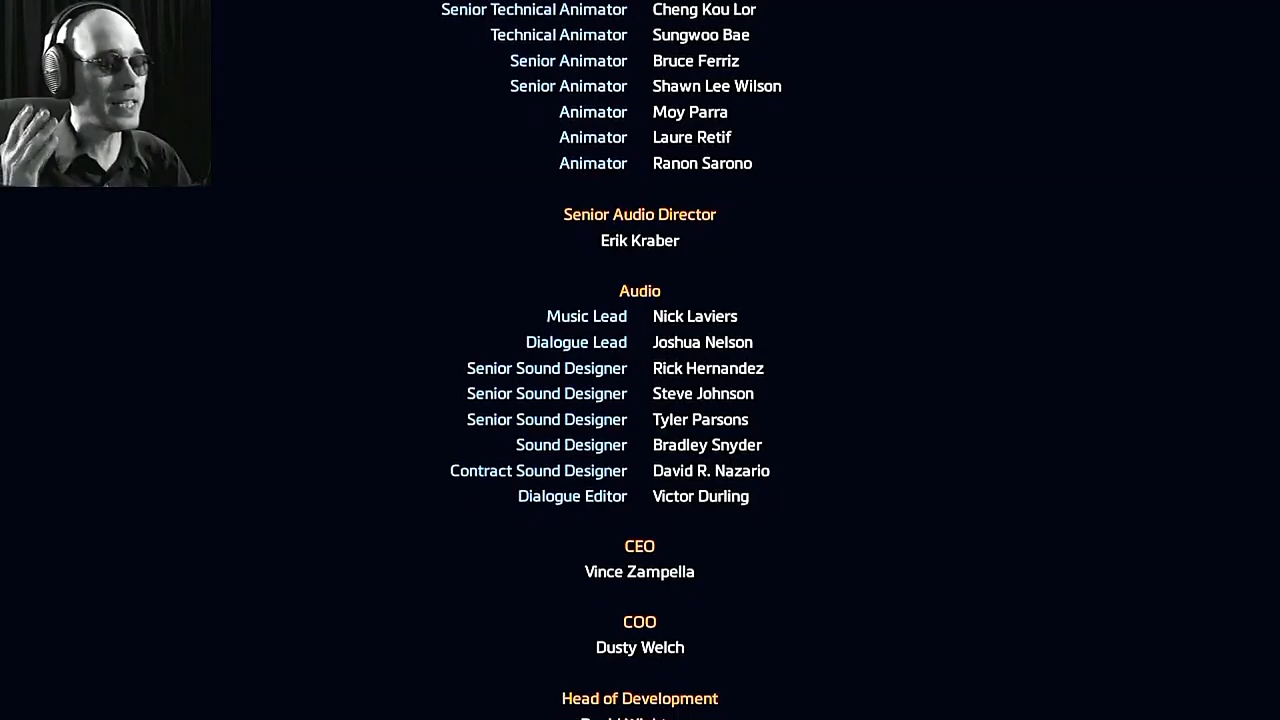 Senior Technical Animator Cheng Kou Lor
Technical Animator Sungwoo Bae
Senior Animator Bruce Ferriz
Senior Animator Shawn Lee Wilson
Animator Moy Parra
Animator Laure Retif
Animator Ranon Sarono
Senior Audio Director
Erik Kraber
Audio
Music Lead Nick Laviers
Dialogue Lead Joshua Nelson
Senior Sound Designer Rick Hernandez
Senior Sound Designer Steve Johnson
Senior Sound Designer Tyler Parsons
Sound Designer Bradley Snyder
Contract Sound Designer David R. Nazario
Dialogue Editor Victor Durling
CEO
Vince Zampella
COO
Dusty Welch
Head of Development